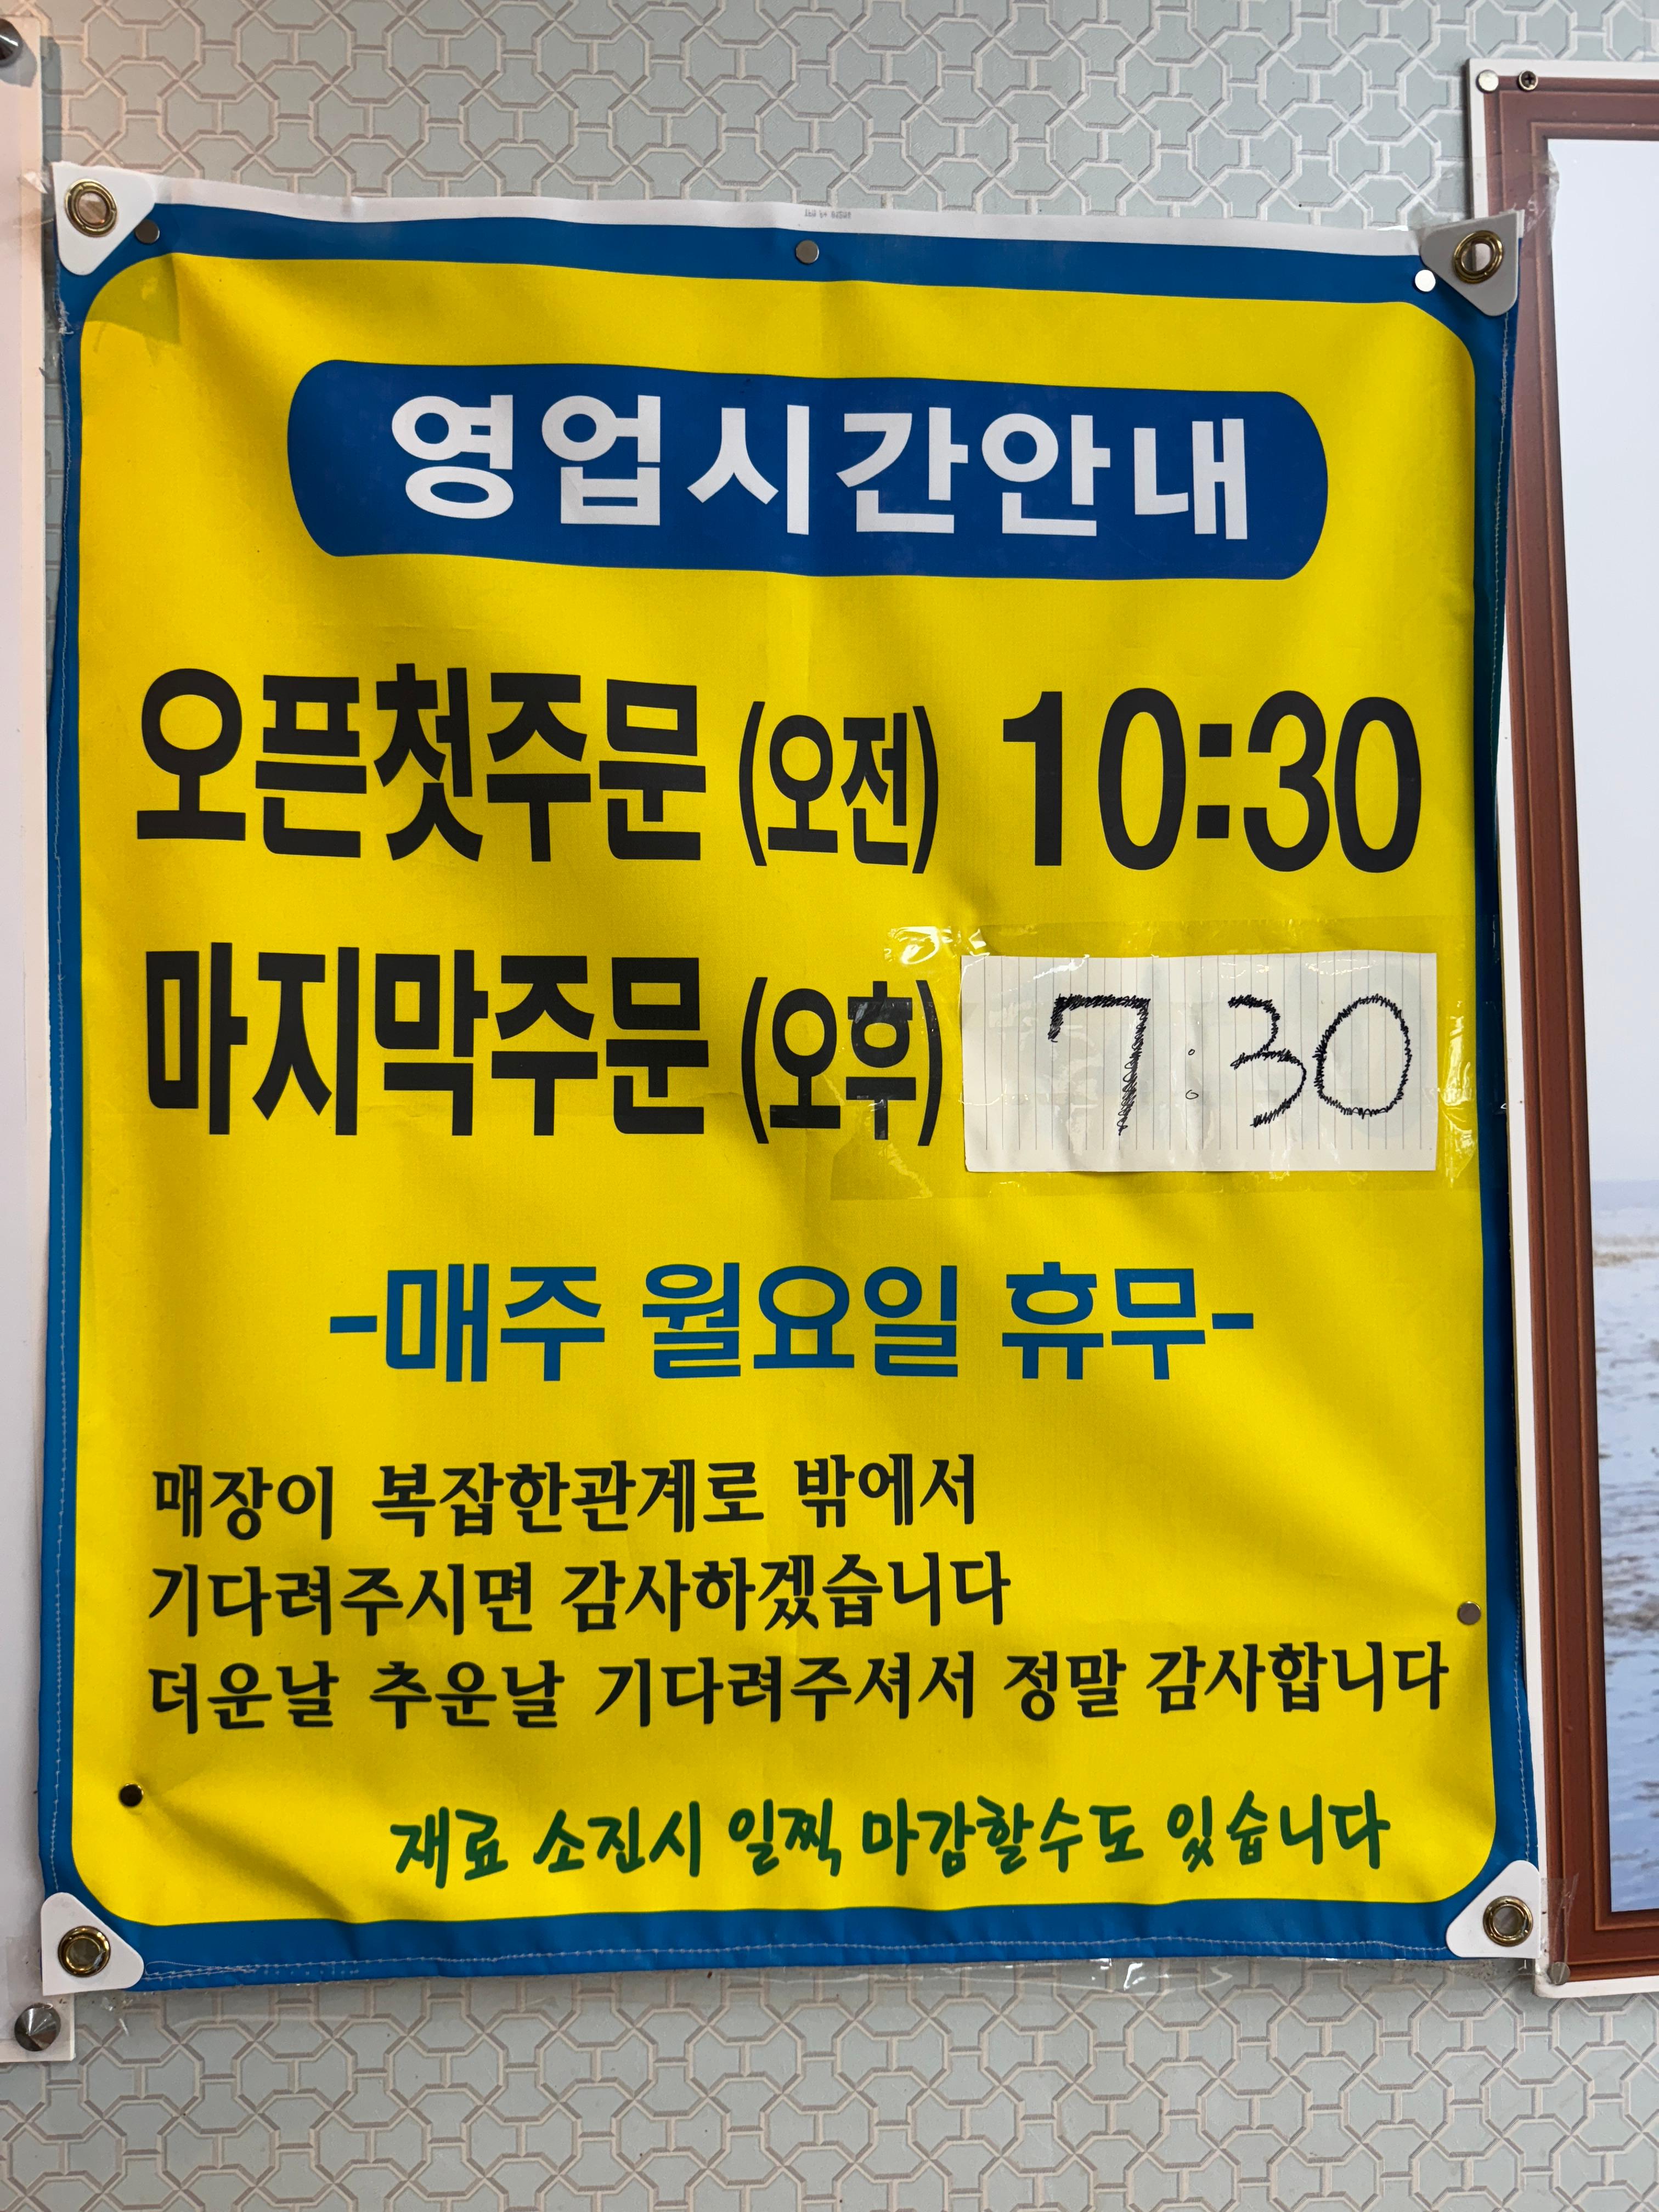 영업시간안내
오픈첫주문 (오전) 10:30
마지막주문 (오후) 7:30
-매주 월요일 휴무-
매장이 복잡한관계로 밖에서
기다려주시면 감사하겠습니다
더운날 추운날 기다려주셔서 정말 감사합니다
재료 소진시 일찍 마감할수도 있습니다